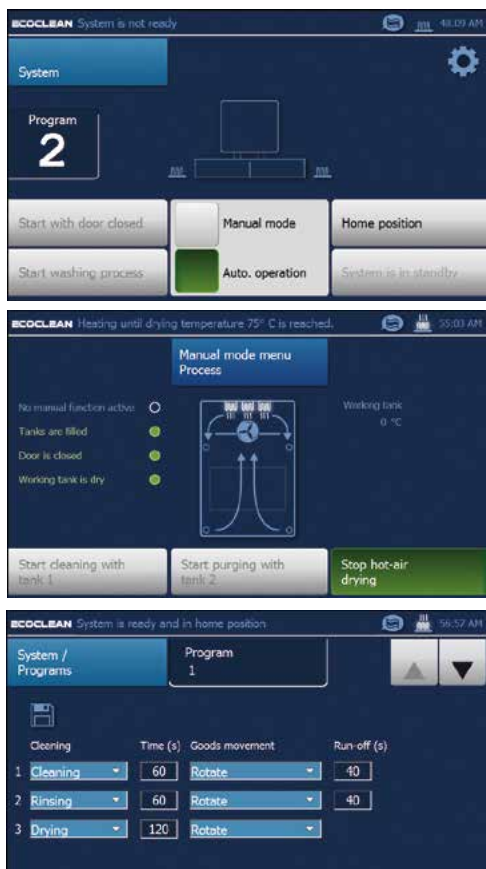 ECOCLEAN System is not ready 48:09 AM
System
Program
2
Start with door closed Manual mode Home position
Start washing process Auto. operation System is in standby
ECOCLEAN Heating until drying temperature 75° C is reached. 55:03 AM
Manual mode menu
Process
No manual function active
Working tank
0 °C
Tanks are filled
Door is closed
Working tank is dry
Start cleaning with
tank 1
Start purging with
tank 2
Stop hot-air
drying
ECOCLEAN System is ready and in home position 56:57 AM
System /
Programs
Program
1
Cleaning Time (s) Goods movement Run-off (s)
1 Cleaning 60 Rotate 40
2 Rinsing 60 Rotate 40
3 Drying 120 Rotate